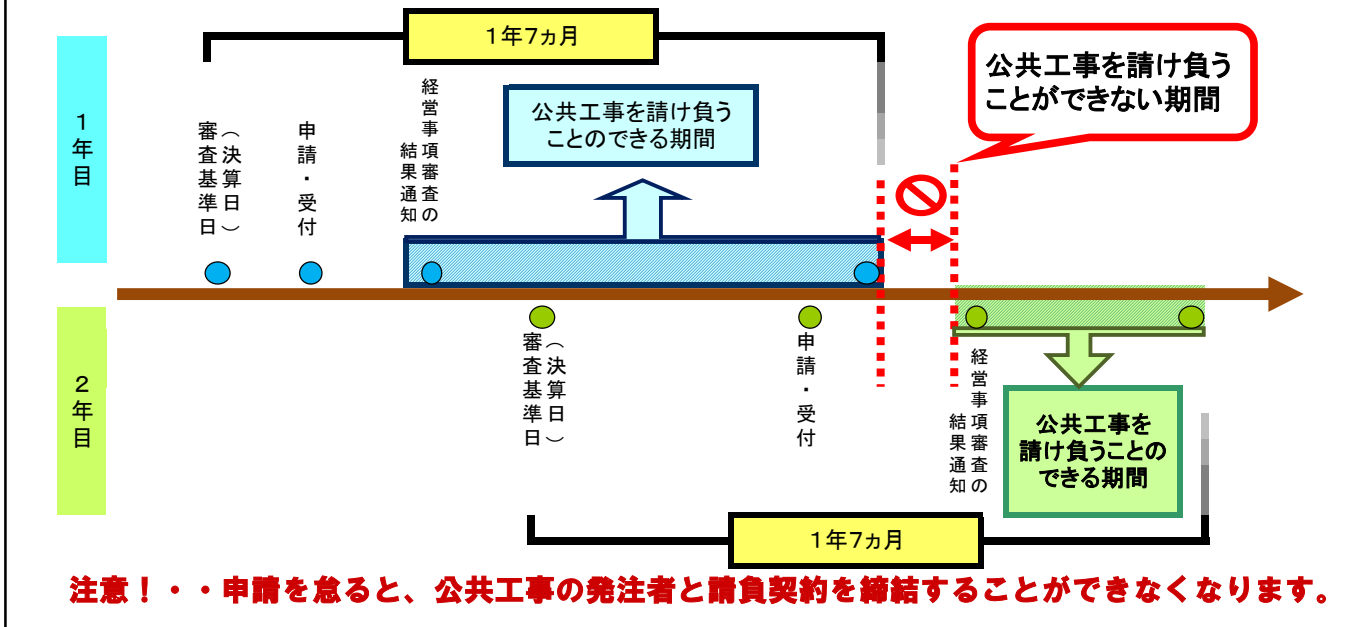 1年7ヵ月
公共工事を請け負う
ことができない期間
1年目
審査基準日
（決算日）
申請・受付
経営事項審査の
結果通知
公共工事を請け負う
ことのできる期間
2年目
審査基準日
（決算日）
申請・受付
経営事項審査の
結果通知
公共工事を
請け負うことの
できる期間
1年7ヵ月
注意！・・申請を怠ると、公共工事の発注者と請負契約を締結することができなくなります。